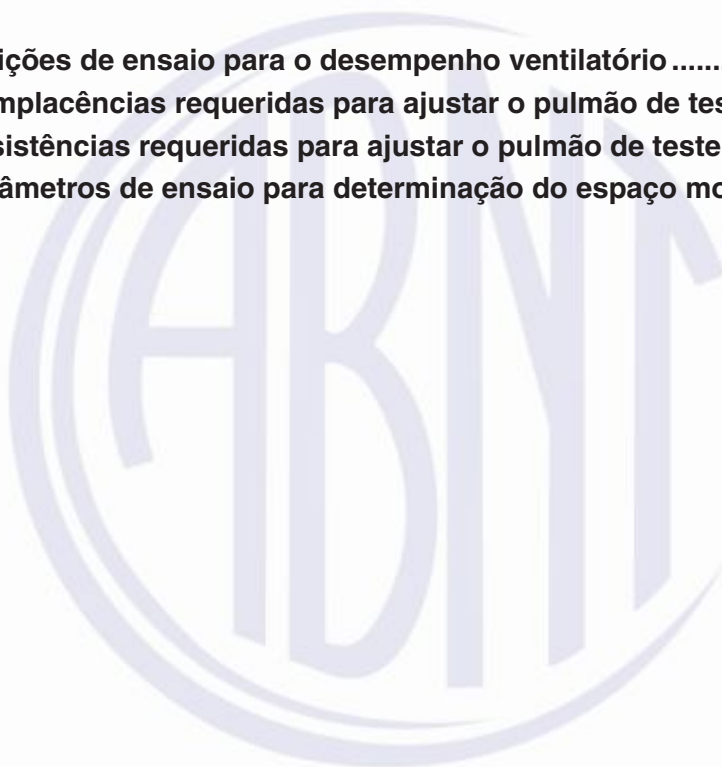 ições de ensaio para o desempenho ventilatório.......
mplacências requeridas para ajustar o pulmão de tes
sistências requeridas para ajustar o pulmão de teste
âmetros de ensaio para determinação do espaço mo
ABNT